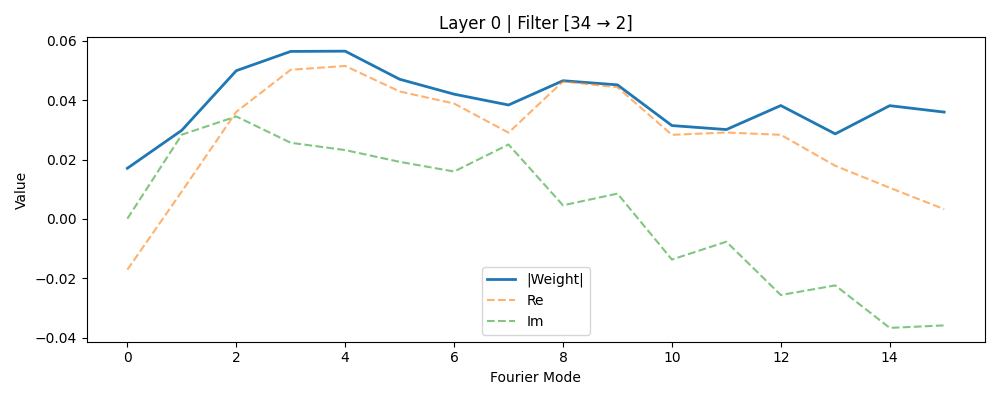 Layer 0 | Filter [34 → 2]
0.06
0.04
0.02
0.00
−0.02
−0.04
Value
|Weight|
Re
Im
0 2 4 6 8 10 12 14
Fourier Mode